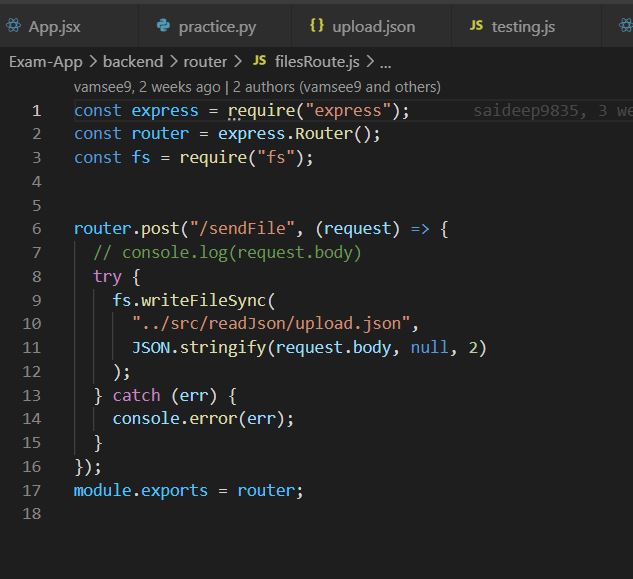 App.jsx practice.py {} upload.json JS testing.js
Exam-App > backend > router > JS filesRoute.js > ...
vamsee9, 2 weeks ago | 2 authors (vamsee9 and others)
1 const express = require("express"); saideep9835, 3 we
2 const router = express.Router();
3 const fs = require("fs");
4
5
6 router.post("/sendFile", (request) => {
7 // console.log(request.body)
8 try {
9 fs.writeFileSync(
10 "../src/readJson/upload.json",
11 JSON.stringify(request.body, null, 2)
12 );
13 } catch (err) {
14 console.error(err);
15 }
16 });
17 module.exports = router;
18